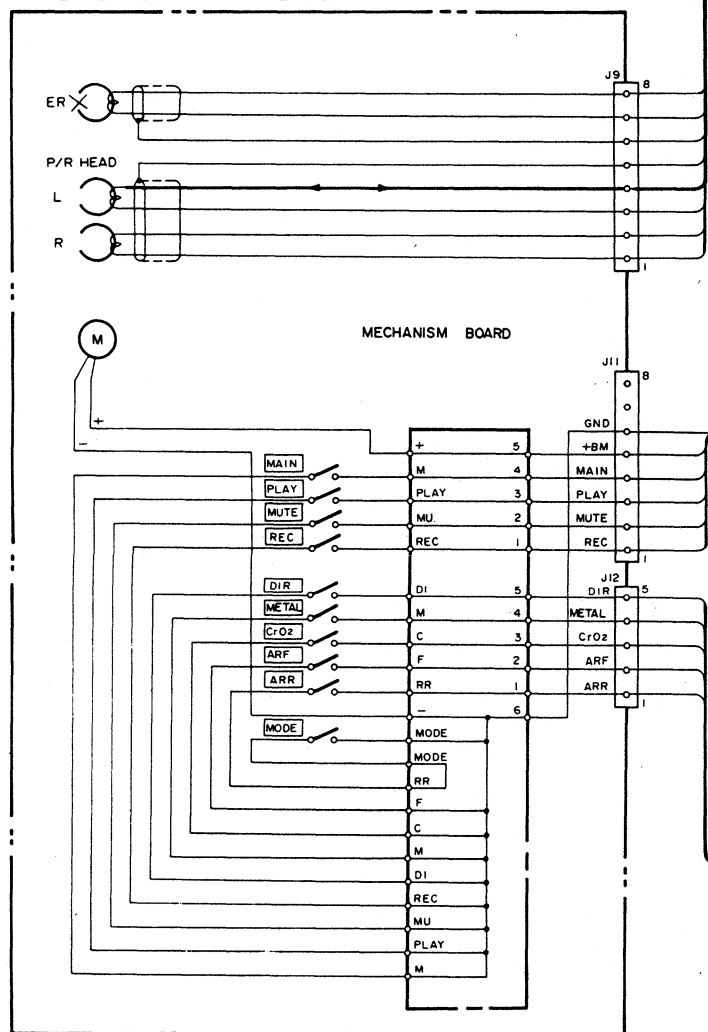 J9
8
ER
P/R HEAD
L
R
1
M
MECHANISM BOARD
J11
8
+
-
GND
+ 5 +BM
MAIN M 4 MAIN
PLAY PLAY 3 PLAY
MUTE MU. 2 MUTE
REC REC 1 REC 1
J12
DIR DI 5 DIR 5
METAL M 4 METAL
CrO2 C 3 CrO2
ARF F 2 ARF
ARR RR 1 ARR 1
- 6
MODE MODE
MODE
RR
F
C
M
DI
REC
MU
PLAY
M